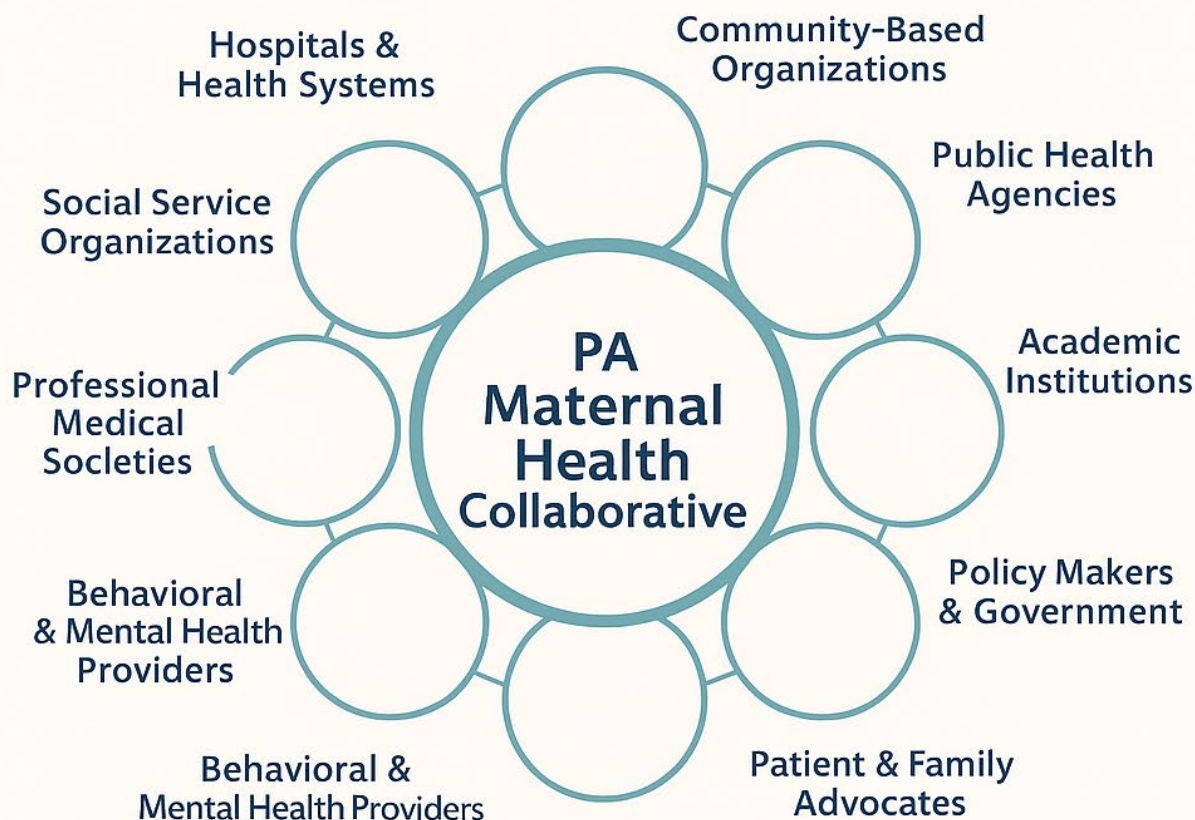 Hospitals &
Health Systems
Community-Based
Organizations
Public Health
Agencies
Social Service
Organizations
Academic
Institutions
PA
Maternal
Health
Collaborative
Professional
Medical
Socleties
Policy Makers
& Government
Behavioral
& Mental Health
Providers
Patient & Family
Advocates
Behavioral &
Mental Health Providers